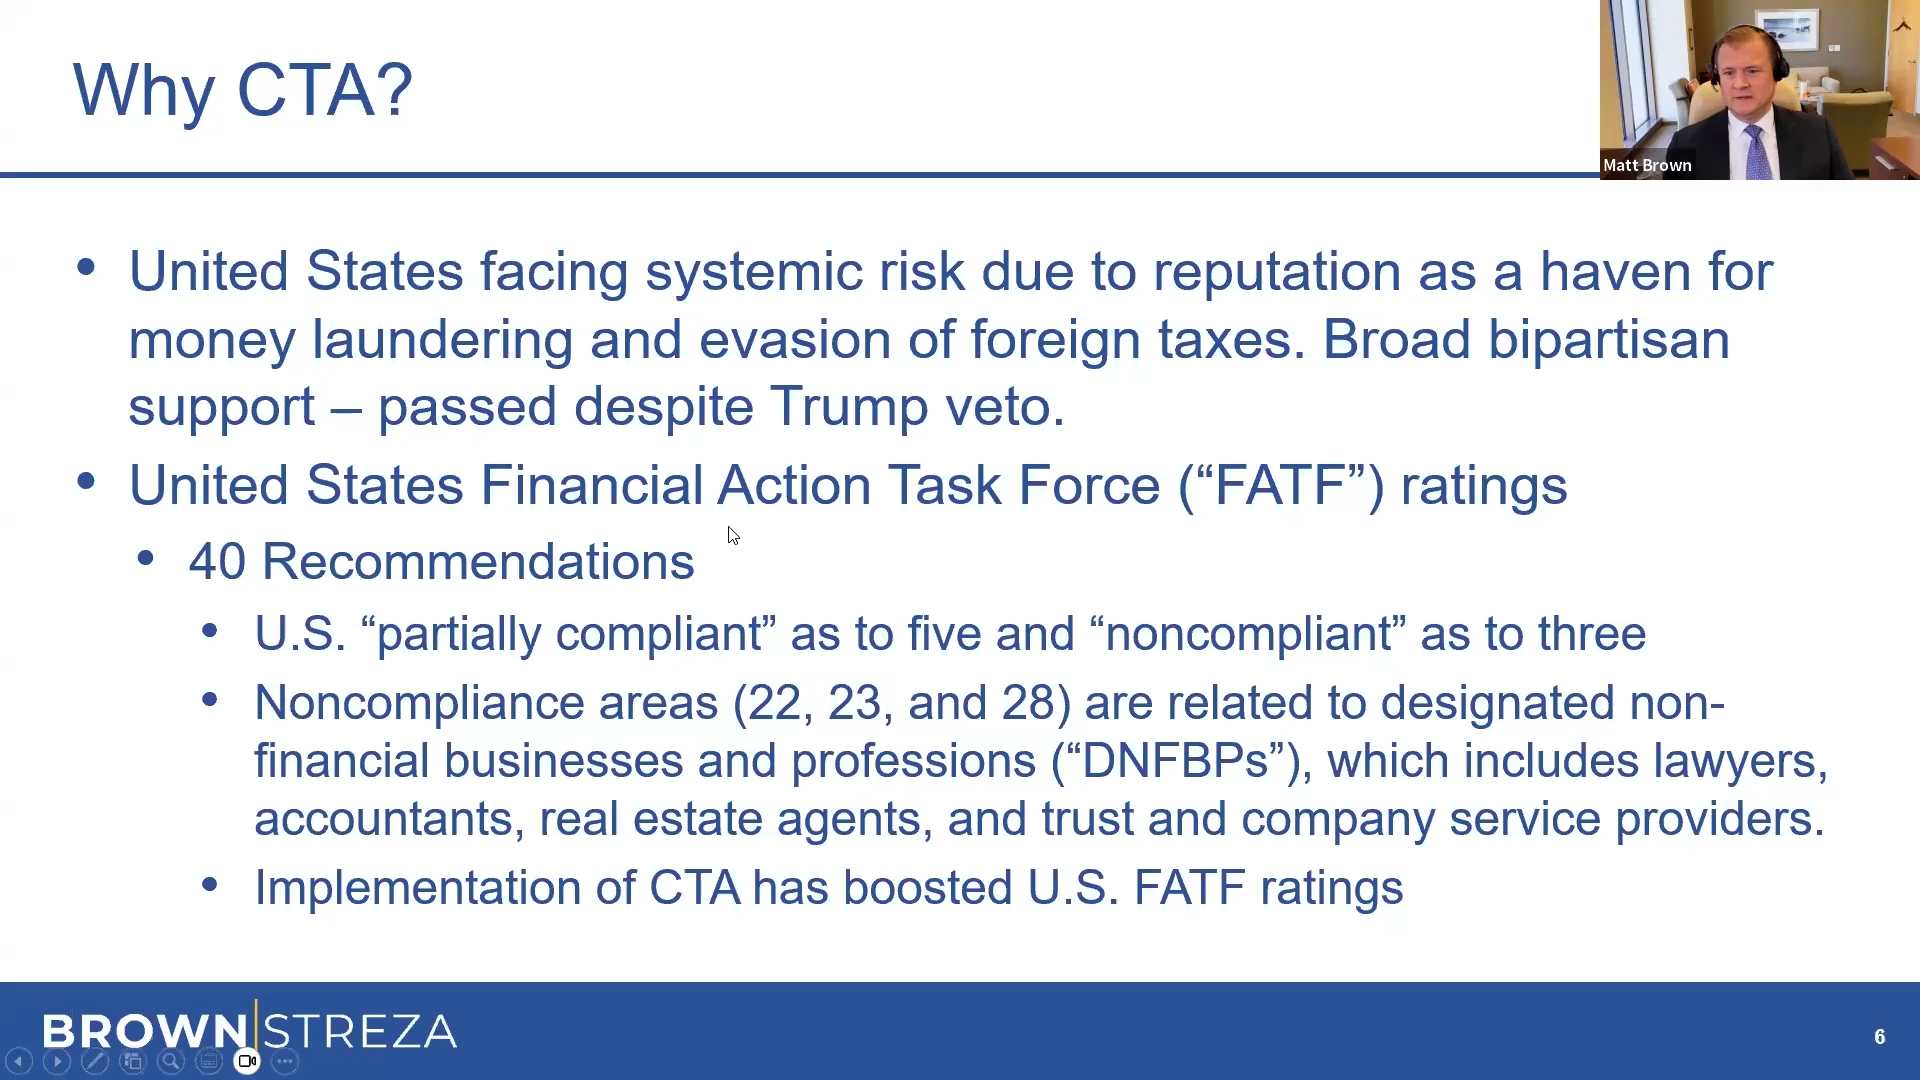 Why CTA?
Matt Brown
• United States facing systemic risk due to reputation as a haven for
money laundering and evasion of foreign taxes. Broad bipartisan
support – passed despite Trump veto.
• United States Financial Action Task Force (“FATF”) ratings
• 40 Recommendations
• U.S. “partially compliant” as to five and “noncompliant” as to three
• Noncompliance areas (22, 23, and 28) are related to designated non-
financial businesses and professions (“DNFBPs”), which includes lawyers,
accountants, real estate agents, and trust and company service providers.
• Implementation of CTA has boosted U.S. FATF ratings
BROWN|STREZA
6